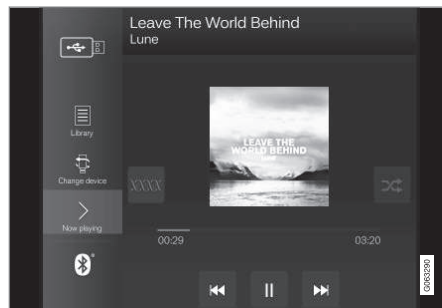 Leave The World Behind
Lune
Library
Change device
Now playing
LEAVE THE
WORLD BEHIND
LUNE
XXXX
00:29
03:20
G063290